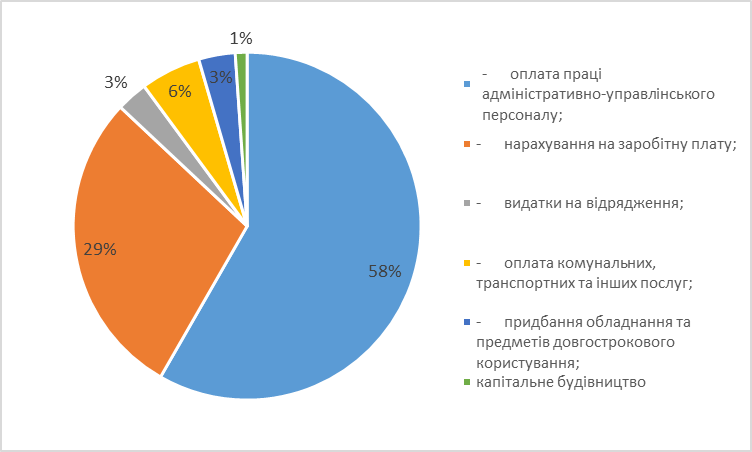 1%
3%
3%
6%
29%
58%
- оплата праці
адміністративно-управлінського
персоналу;
- нарахування на заробітну плату;
- видатки на відрядження;
- оплата комунальних,
транспортних та інших послуг;
- придбання обладнання та
предметів довгострокового
користування;
капітальне будівництво